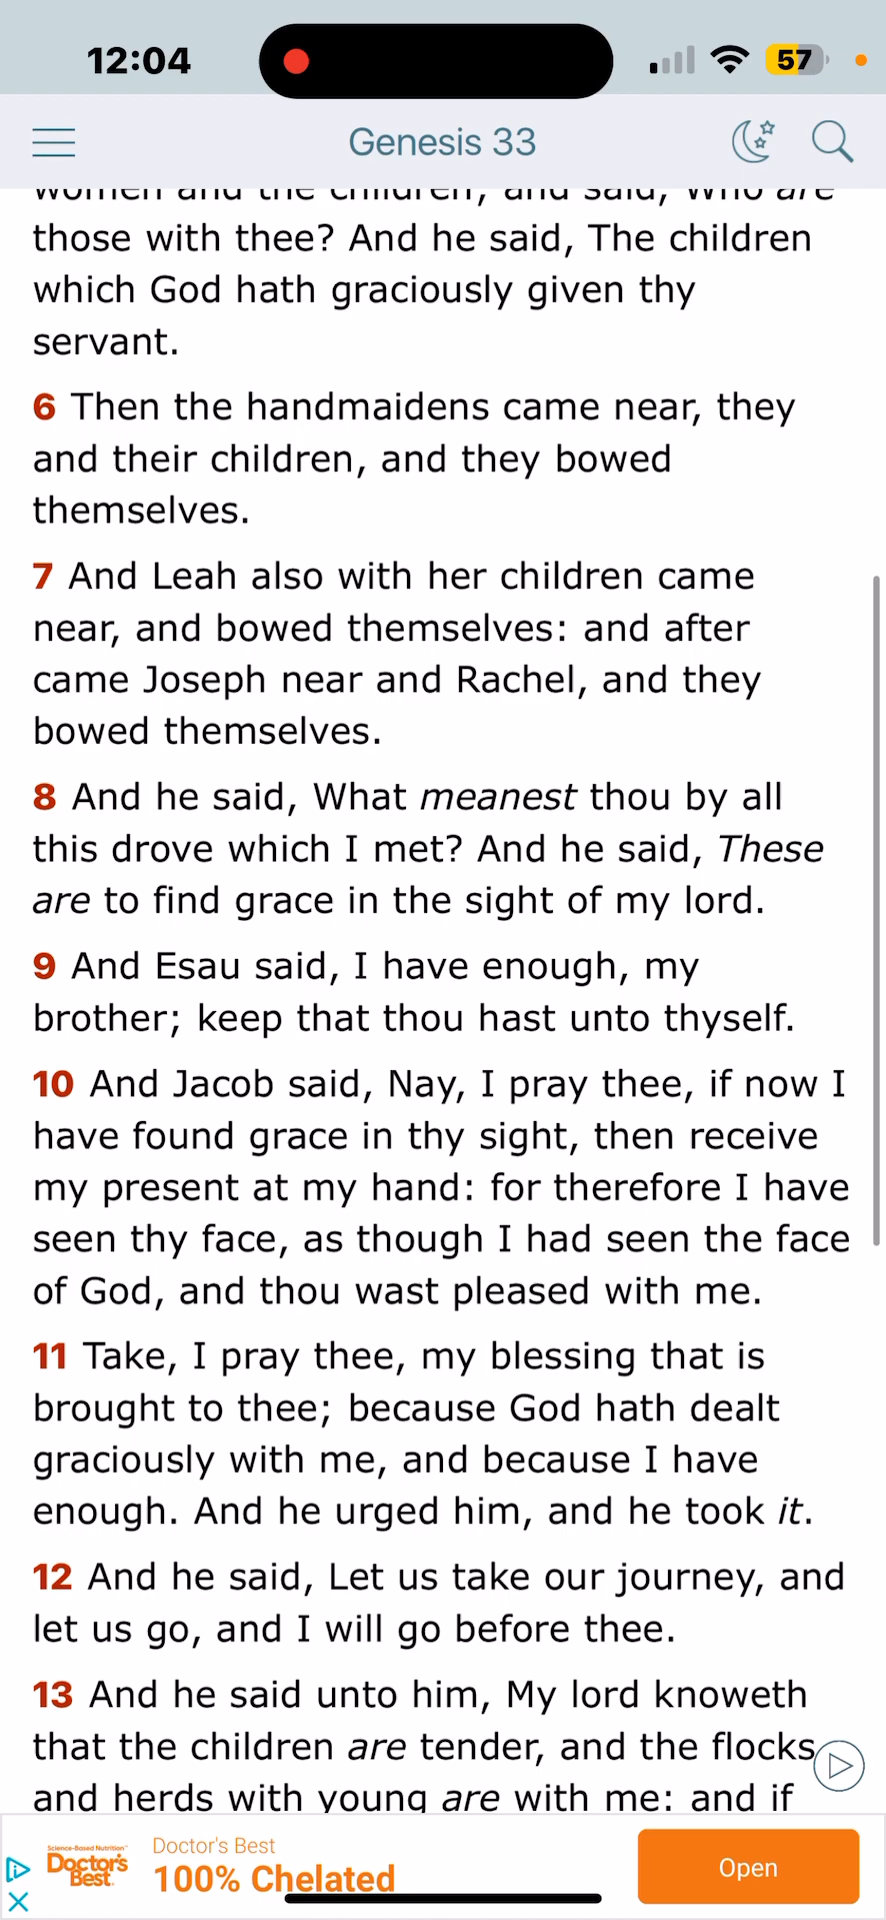 12:04
57
Genesis 33
women and the children; and said, Who are
those with thee? And he said, The children
which God hath graciously given thy
servant.
6 Then the handmaidens came near, they
and their children, and they bowed
themselves.
7 And Leah also with her children came
near, and bowed themselves: and after
came Joseph near and Rachel, and they
bowed themselves.
8 And he said, What meanest thou by all
this drove which I met? And he said, These
are to find grace in the sight of my lord.
9 And Esau said, I have enough, my
brother; keep that thou hast unto thyself.
10 And Jacob said, Nay, I pray thee, if now I
have found grace in thy sight, then receive
my present at my hand: for therefore I have
seen thy face, as though I had seen the face
of God, and thou wast pleased with me.
11 Take, I pray thee, my blessing that is
brought to thee; because God hath dealt
graciously with me, and because I have
enough. And he urged him, and he took it.
12 And he said, Let us take our journey, and
let us go, and I will go before thee.
13 And he said unto him, My lord knoweth
that the children are tender, and the flocks
and herds with young are with me: and if
Science-Based Nutrition™
Doctor's Best
Doctor's Best
100% Chelated
Open